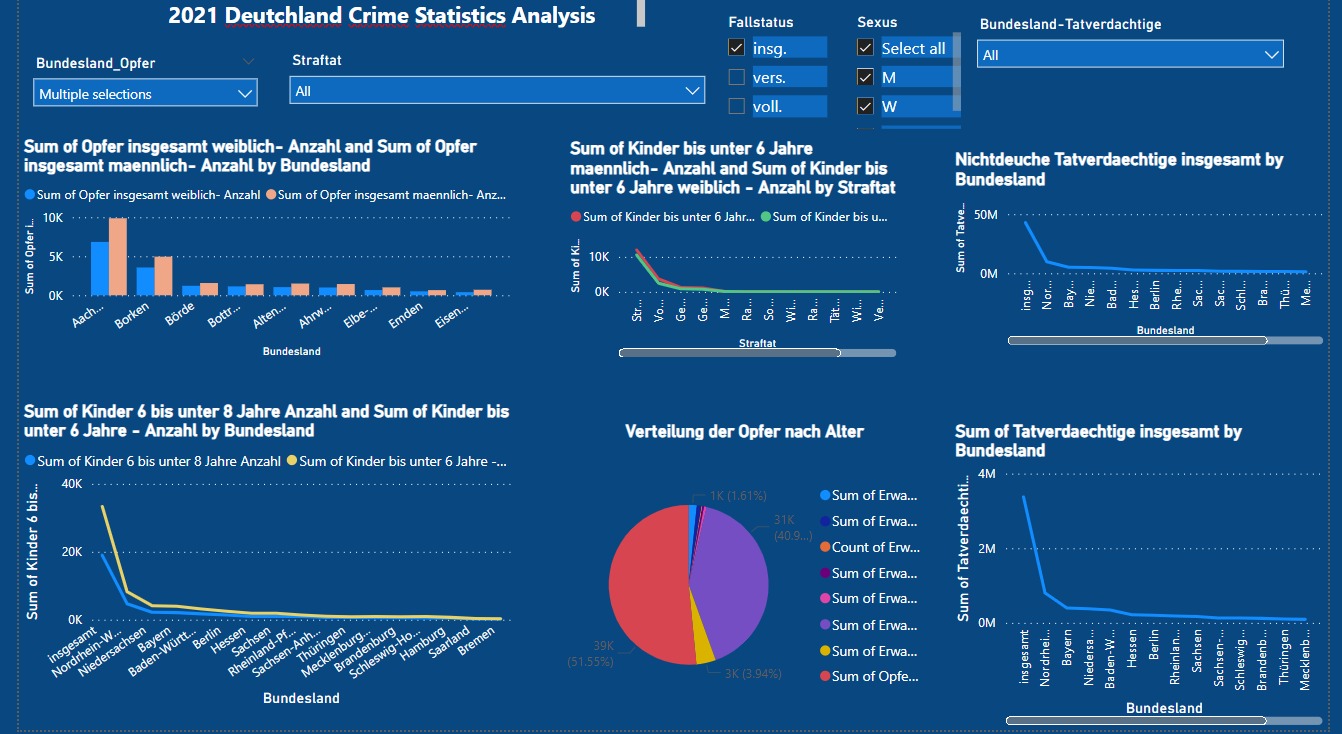 2021 Deutchland Crime Statistics Analysis
Bundesland_Opfer
Multiple selections
Straftat
All
Fallstatus
insg.
vers.
voll.
Sexus
Select all
M
W
Bundesland-Tatverdachtige
All
Sum of Opfer insgesamt weiblich- Anzahl and Sum of Opfer
insgesamt maennlich- Anzahl by Bundesland
Sum of Opfer insgesamt weiblich- Anzahl
Sum of Opfer insgesamt maennlich- Anz...
Sum of Opfer i...
10K
5K
0K
Aach...
Borken
Börde
Bottr...
Alten...
Ahrw...
Elbe-...
Emden
Eisen...
Bundesland
Sum of Kinder bis unter 6 Jahre
maennlich- Anzahl and Sum of Kinder bis
unter 6 Jahre weiblich - Anzahl by Straftat
Sum of Kinder bis unter 6 Jahr...
Sum of Kinder bis u...
Sum of Ki...
10K
0K
Str...
Vo...
Ge...
Ge...
M...
Ra...
So...
Wi...
Ra...
Tät...
Wi...
Ve...
Straftat
Nichtdeuche Tatverdaechtige insgesamt by
Bundesland
Sum of Tatve...
50M
0M
insg...
Nor...
Bay...
Nie...
Bad...
Hes...
Berlin
Rhe...
Sac...
Sac...
Schl...
Bra...
Thü...
Me...
Bundesland
Sum of Kinder 6 bis unter 8 Jahre Anzahl and Sum of Kinder bis
unter 6 Jahre - Anzahl by Bundesland
Sum of Kinder 6 bis unter 8 Jahre Anzahl
Sum of Kinder bis unter 6 Jahre -...
Sum of Kinder 6 bis...
40K
20K
0K
insgesamt
Nordrhein-W...
Niedersachsen
Bayern
Baden-Württ...
Berlin
Hessen
Sachsen
Rheinland-Pf...
Sachsen-Anh...
Thüringen
Mecklenburg...
Brandenburg
Schleswig-Ho...
Hamburg
Saarland
Bremen
Bundesland
Verteilung der Opfer nach Alter
1K (1.61%)
31K
(40.9...)
3K (3.94%)
39K
(51.55%)
Sum of Erwa...
Sum of Erwa...
Count of Erw...
Sum of Erwa...
Sum of Erwa...
Sum of Erwa...
Sum of Erwa...
Sum of Opfe...
Sum of Tatverdaechtige insgesamt by
Bundesland
Sum of Tatverdaechti...
4M
2M
0M
insgesamt
Nordrhei...
Bayern
Niedersa...
Baden-W...
Hessen
Berlin
Rheinlan...
Sachsen
Sachsen-...
Schleswig...
Brandenb...
Thüringen
Mecklenb...
Bundesland